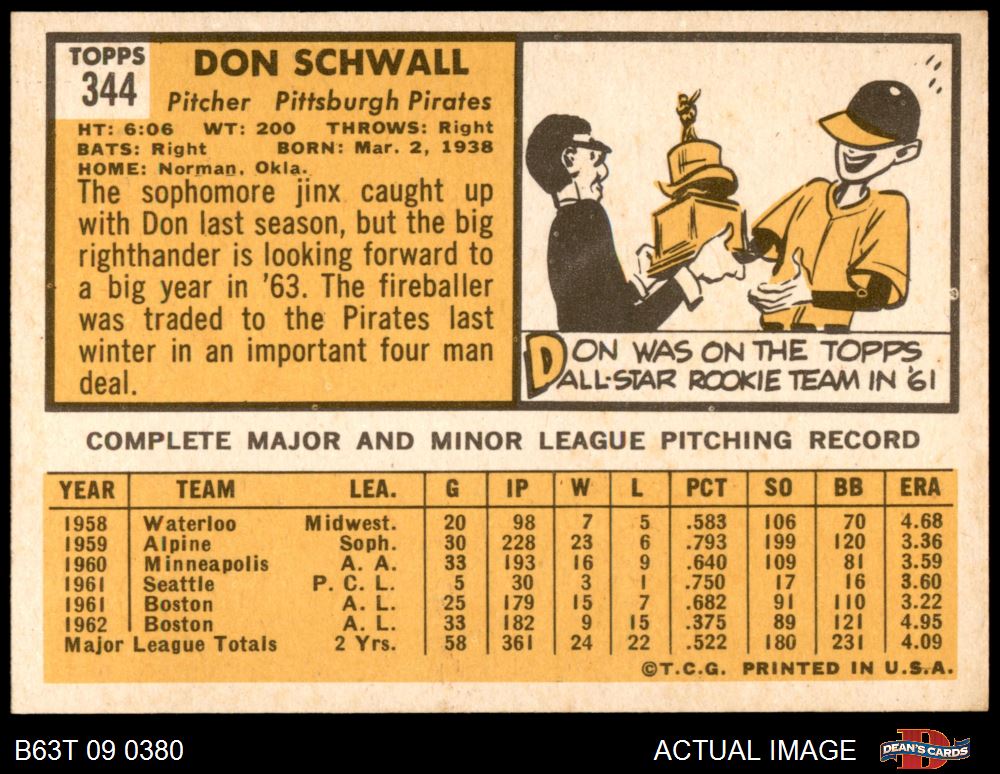 TOPPS
344
DON SCHWALL
Pitcher Pittsburgh Pirates
HT: 6:06 WT: 200 THROWS: Right
BATS: Right BORN: Mar. 2, 1938
HOME: Norman, Okla.
The sophomore jinx caught up
with Don last season, but the big
righthander is looking forward to
a big year in '63. The fireballer
was traded to the Pirates last
winter in an important four man
deal.
DON WAS ON THE TOPPS
ALL-STAR ROOKIE TEAM IN '61
COMPLETE MAJOR AND MINOR LEAGUE PITCHING RECORD
YEAR TEAM LEA. G IP W L PCT SO BB ERA
1958 Waterloo Midwest. 20 98 7 5 .583 106 70 4.68
1959 Alpine Soph. 30 228 23 6 .793 199 120 3.36
1960 Minneapolis A. A. 33 193 16 9 .640 109 81 3.59
1961 Seattle P. C. L. 5 30 3 1 .750 17 16 3.60
1961 Boston A. L. 25 179 15 7 .682 91 110 3.22
1962 Boston A. L. 33 182 9 15 .375 89 121 4.95
Major League Totals 2 Yrs. 58 361 24 22 .522 180 231 4.09
©T.C.G. PRINTED IN U.S.A.
B63T 09 0380 ACTUAL IMAGE DEAN'S CARDS